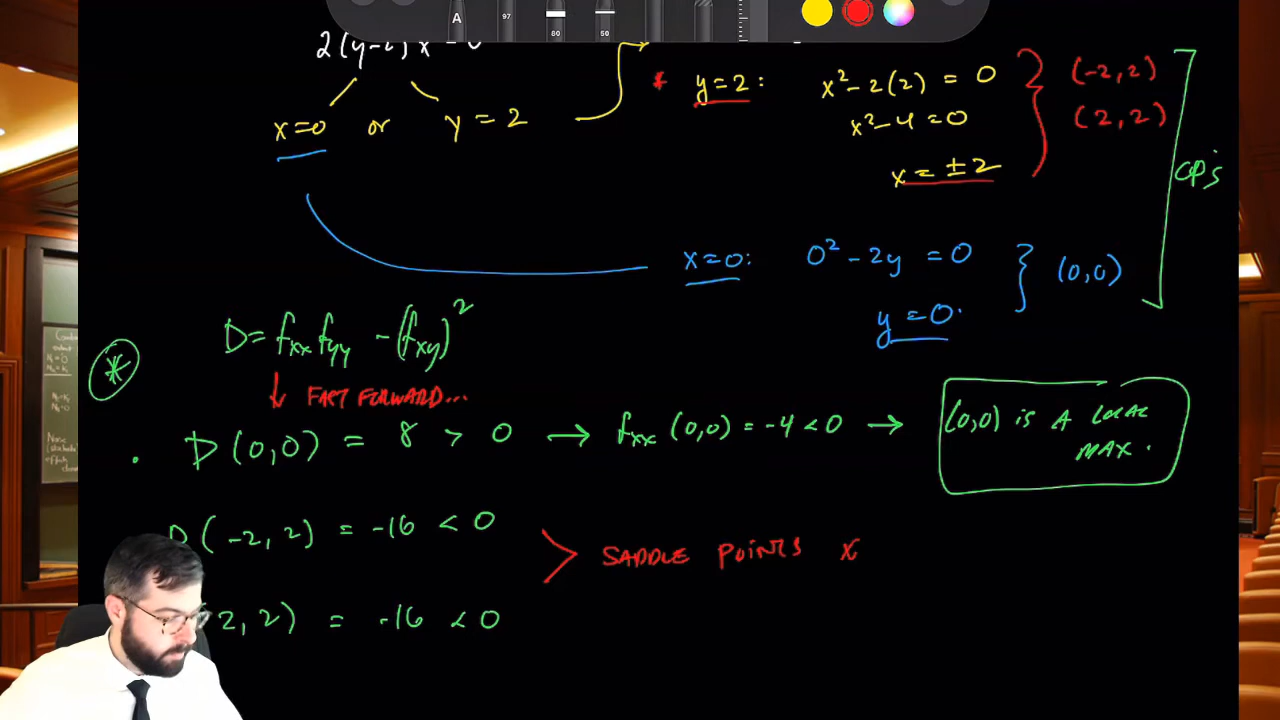 A 97 60 50
2(y-2)x = 0
x=0 or y = 2
* y=2: x² - 2(2) = 0
x² - 4 = 0
x = ±2
(-2,2)
(2,2)
CP's
x=0: 0² - 2y = 0
y = 0.
(0,0)
* D = fxx fyy - (fxy)²
↓ FAST FORWARD...
. D(0,0) = 8 > 0 → fxx (0,0) = -4 < 0 → (0,0) is A LOCAL
MAX.
D(-2,2) = -16 < 0
> SADDLE POINTS x
2,2) = -16 < 0